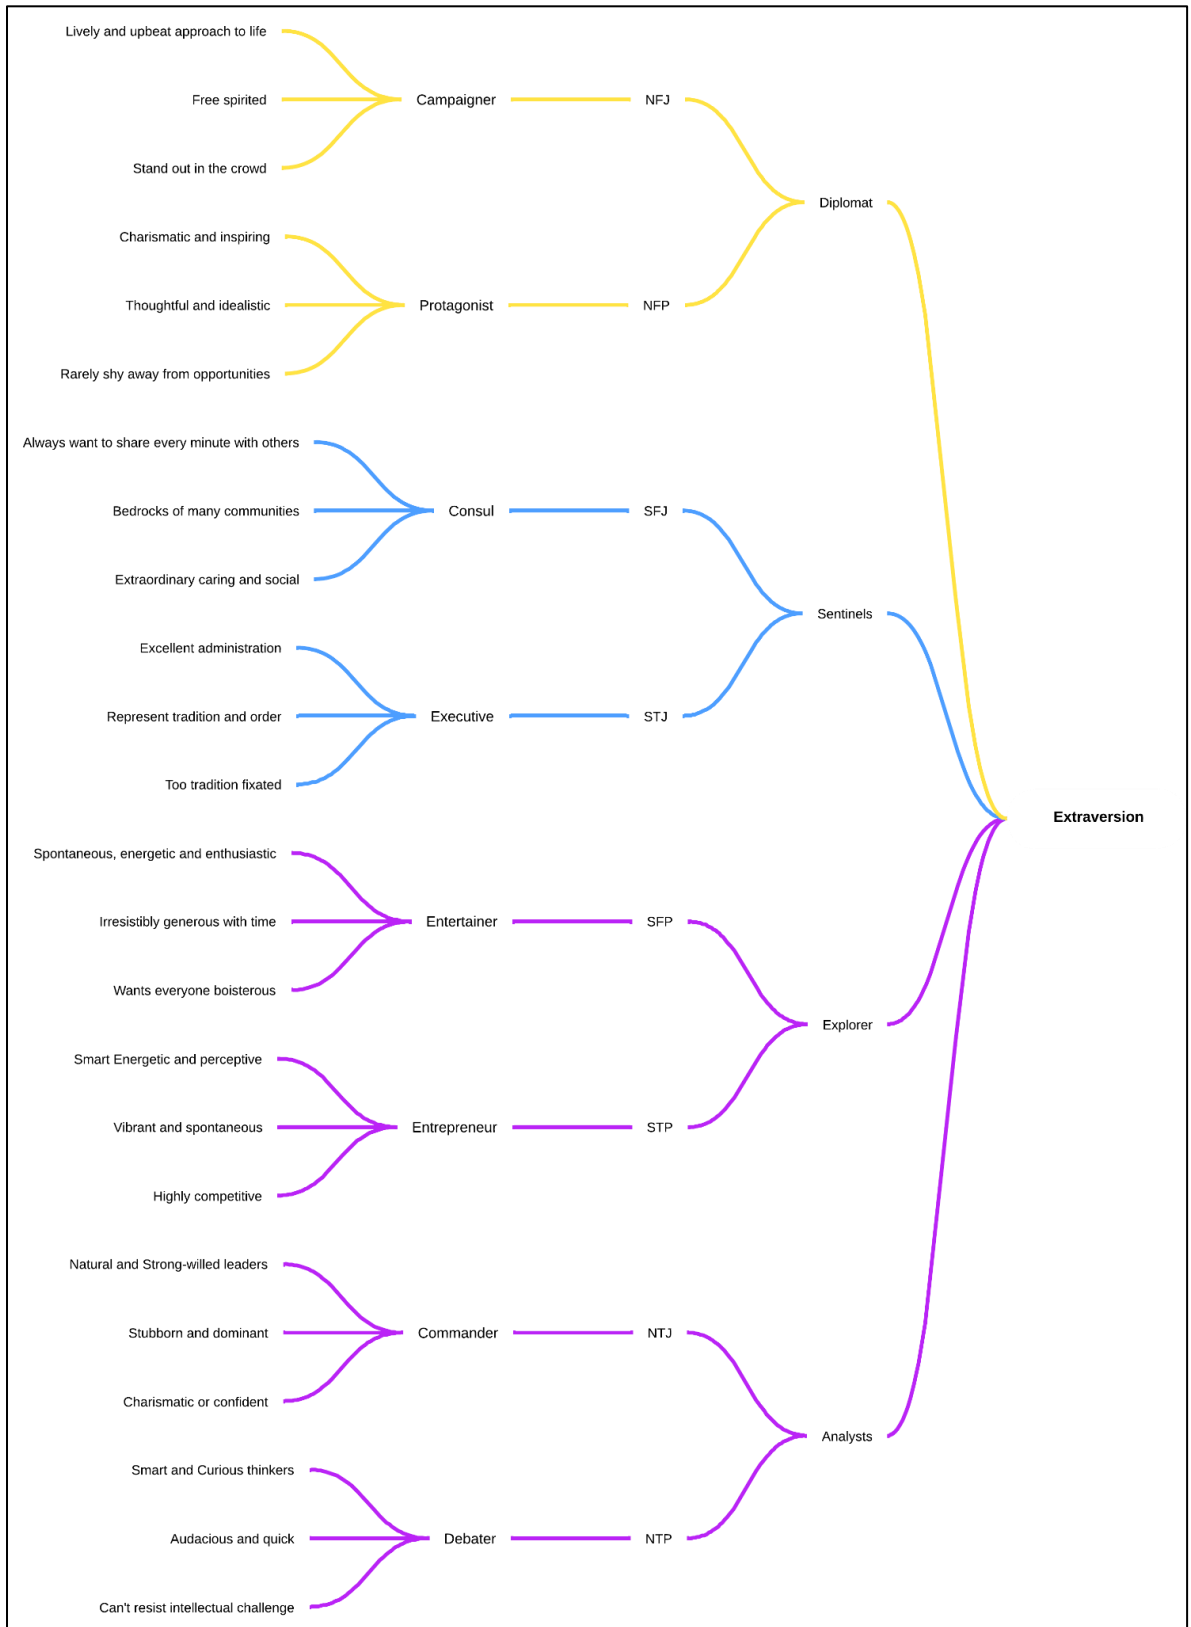 Lively and upbeat approach to life
Free spirited
Stand out in the crowd
Campaigner
NFJ
Charismatic and inspiring
Thoughtful and idealistic
Rarely shy away from opportunities
Protagonist
NFP
Diplomat
Always want to share every minute with others
Bedrocks of many communities
Extraordinary caring and social
Consul
SFJ
Excellent administration
Represent tradition and order
Too tradition fixated
Executive
STJ
Sentinels
Spontaneous, energetic and enthusiastic
Irresistibly generous with time
Wants everyone boisterous
Entertainer
SFP
Smart Energetic and perceptive
Vibrant and spontaneous
Highly competitive
Entrepreneur
STP
Explorer
Natural and Strong-willed leaders
Stubborn and dominant
Charismatic or confident
Commander
NTJ
Smart and Curious thinkers
Audacious and quick
Can't resist intellectual challenge
Debater
NTP
Analysts
Extraversion